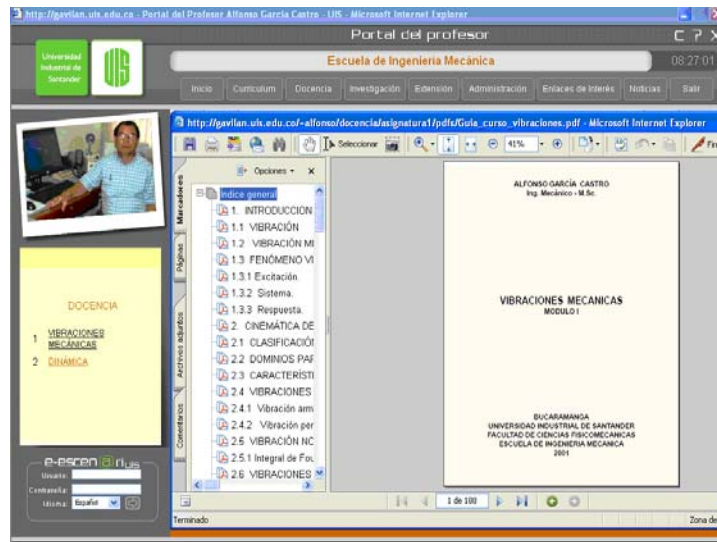 http://gavilan.uis.edu.co - Portal del Profesor Alfonso García Castro - UIS - Microsoft Internet Explorer
Portal del profesor
Universidad
Industrial de
Santander
Escuela de Ingeniería Mecánica
08:27:01
Inicio
Curriculum
Docencia
Investigación
Extensión
Administración
Enlaces de Interés
Noticias
Salir
http://gavilan.uis.edu.co/~alfonso/docencia/asignatura1/pdfs/Guia_curso_vibraciones.pdf - Microsoft Internet Explorer
Seleccionar
41%
Opciones
Marcadores
Páginas
Archivos adjuntos
Comentarios
Indice general
1. INTRODUCCION
1.1 VIBRACIÓN
1.2 VIBRACIÓN ME
1.3 FENÓMENO VI
1.3.1 Excitación.
1.3.2 Sistema.
1.3.3 Respuesta.
2. CINEMÁTICA DE
2.1 CLASIFICACIÓN
2.2 DOMINIOS PAR
2.3 CARACTERÍSTI
2.4 VIBRACIONES
2.4.1 Vibración arm
2.4.2 Vibración per
2.5 VIBRACIÓN NO
2.5.1 Integral de Fou
2.6 VIBRACIONES
ALFONSO GARCÍA CASTRO
Ing. Mecánico - M.Sc.
VIBRACIONES MECANICAS
MODULO I
BUCARAMANGA
UNIVERSIDAD INDUSTRIAL DE SANTANDER
FACULTAD DE CIENCIAS FISICOMECANICAS
ESCUELA DE INGENIERIA MECANICA
2001
DOCENCIA
1 VIBRACIONES
MECÁNICAS
2 DINÁMICA
e-escen@ri uis
Usuario:
Contraseña:
Idioma: Español
1 de 100
Terminado
Zona de